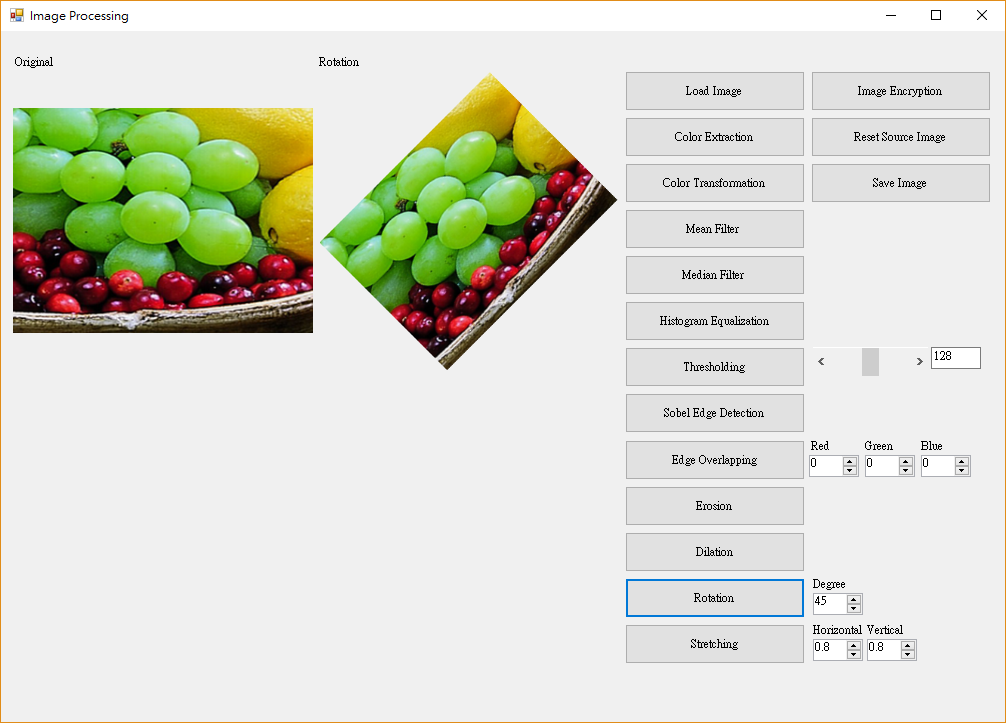 Image Processing
Original
Rotation
Load Image
Image Encryption
Color Extraction
Reset Source Image
Color Transformation
Save Image
Mean Filter
Median Filter
Histogram Equalization
Thresholding
128
Sobel Edge Detection
Edge Overlapping
Red Green Blue
0 0 0
Erosion
Dilation
Rotation
Degree
45
Stretching
Horizontal Vertical
0.8 0.8